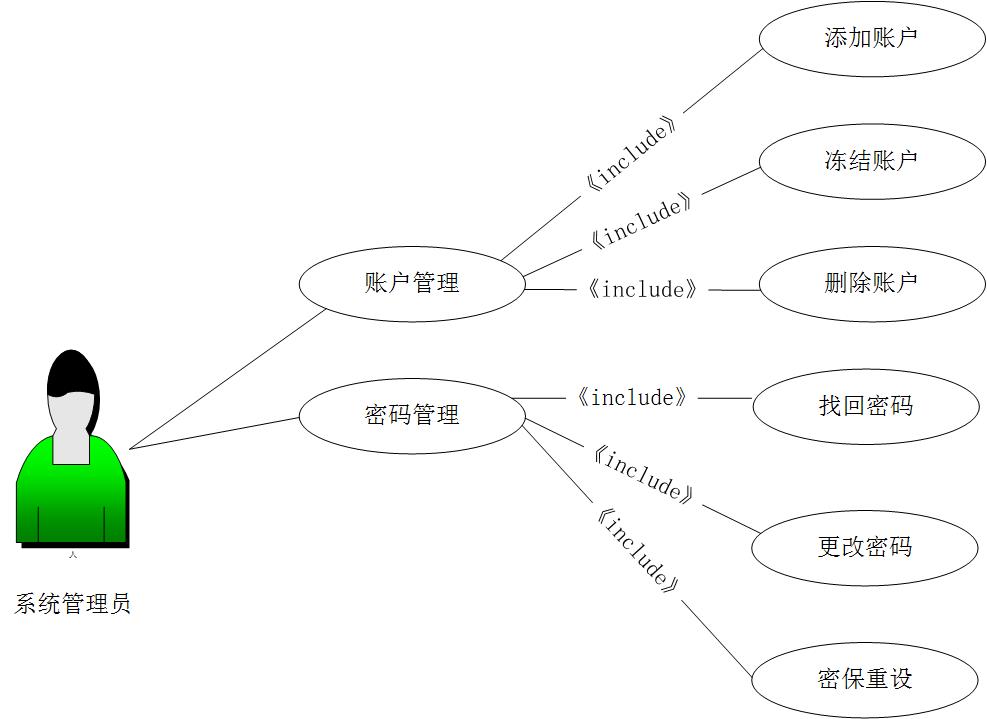 添加账户
《include》
冻结账户
《include》
账户管理
《include》
删除账户
密码管理
《include》
找回密码
《include》
更改密码
《include》
密保重设
人
系统管理员